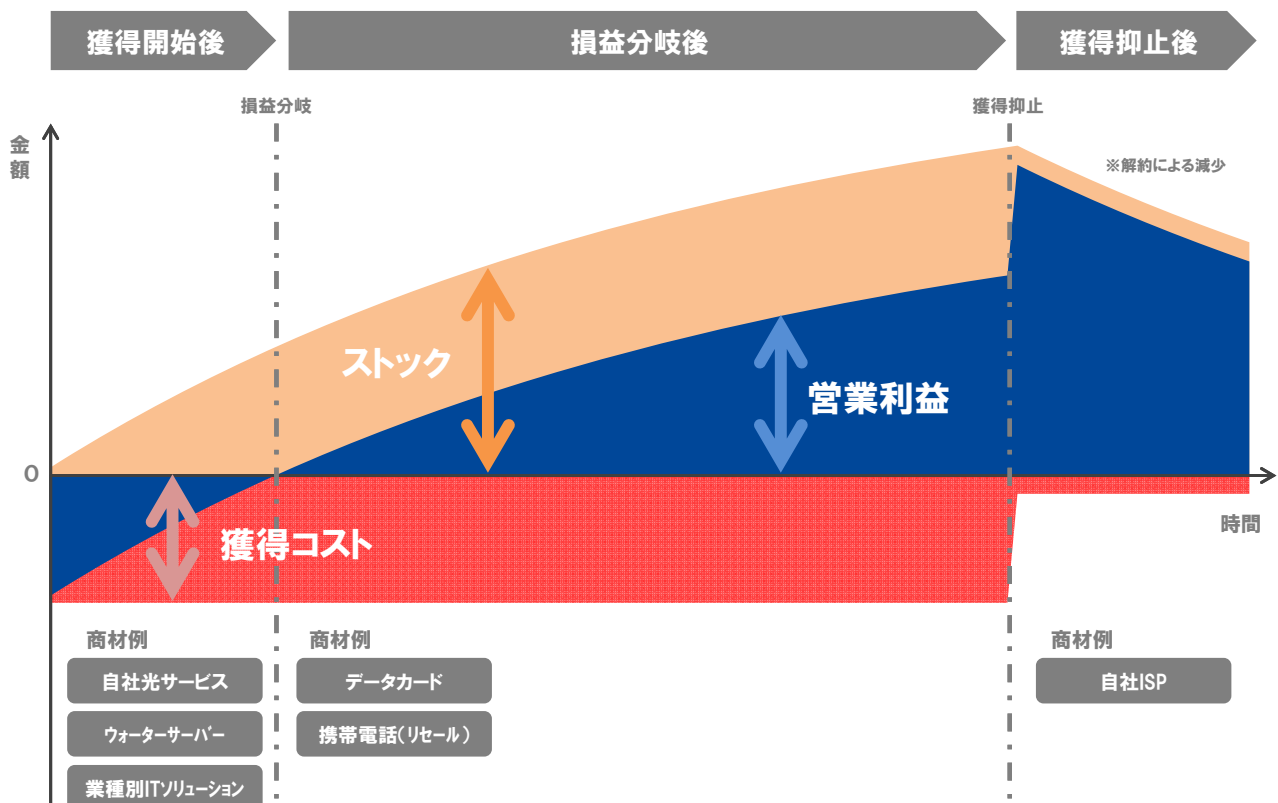 獲得開始後
損益分岐後
獲得抑止後
損益分岐
獲得抑止
金
額
※解約による減少
ストック
営業利益
0
獲得コスト
時間
商材例
商材例
商材例
自社光サービス
データカード
自社ISP
ウォーターサーバー
携帯電話(リセール)
業種別ITソリューション